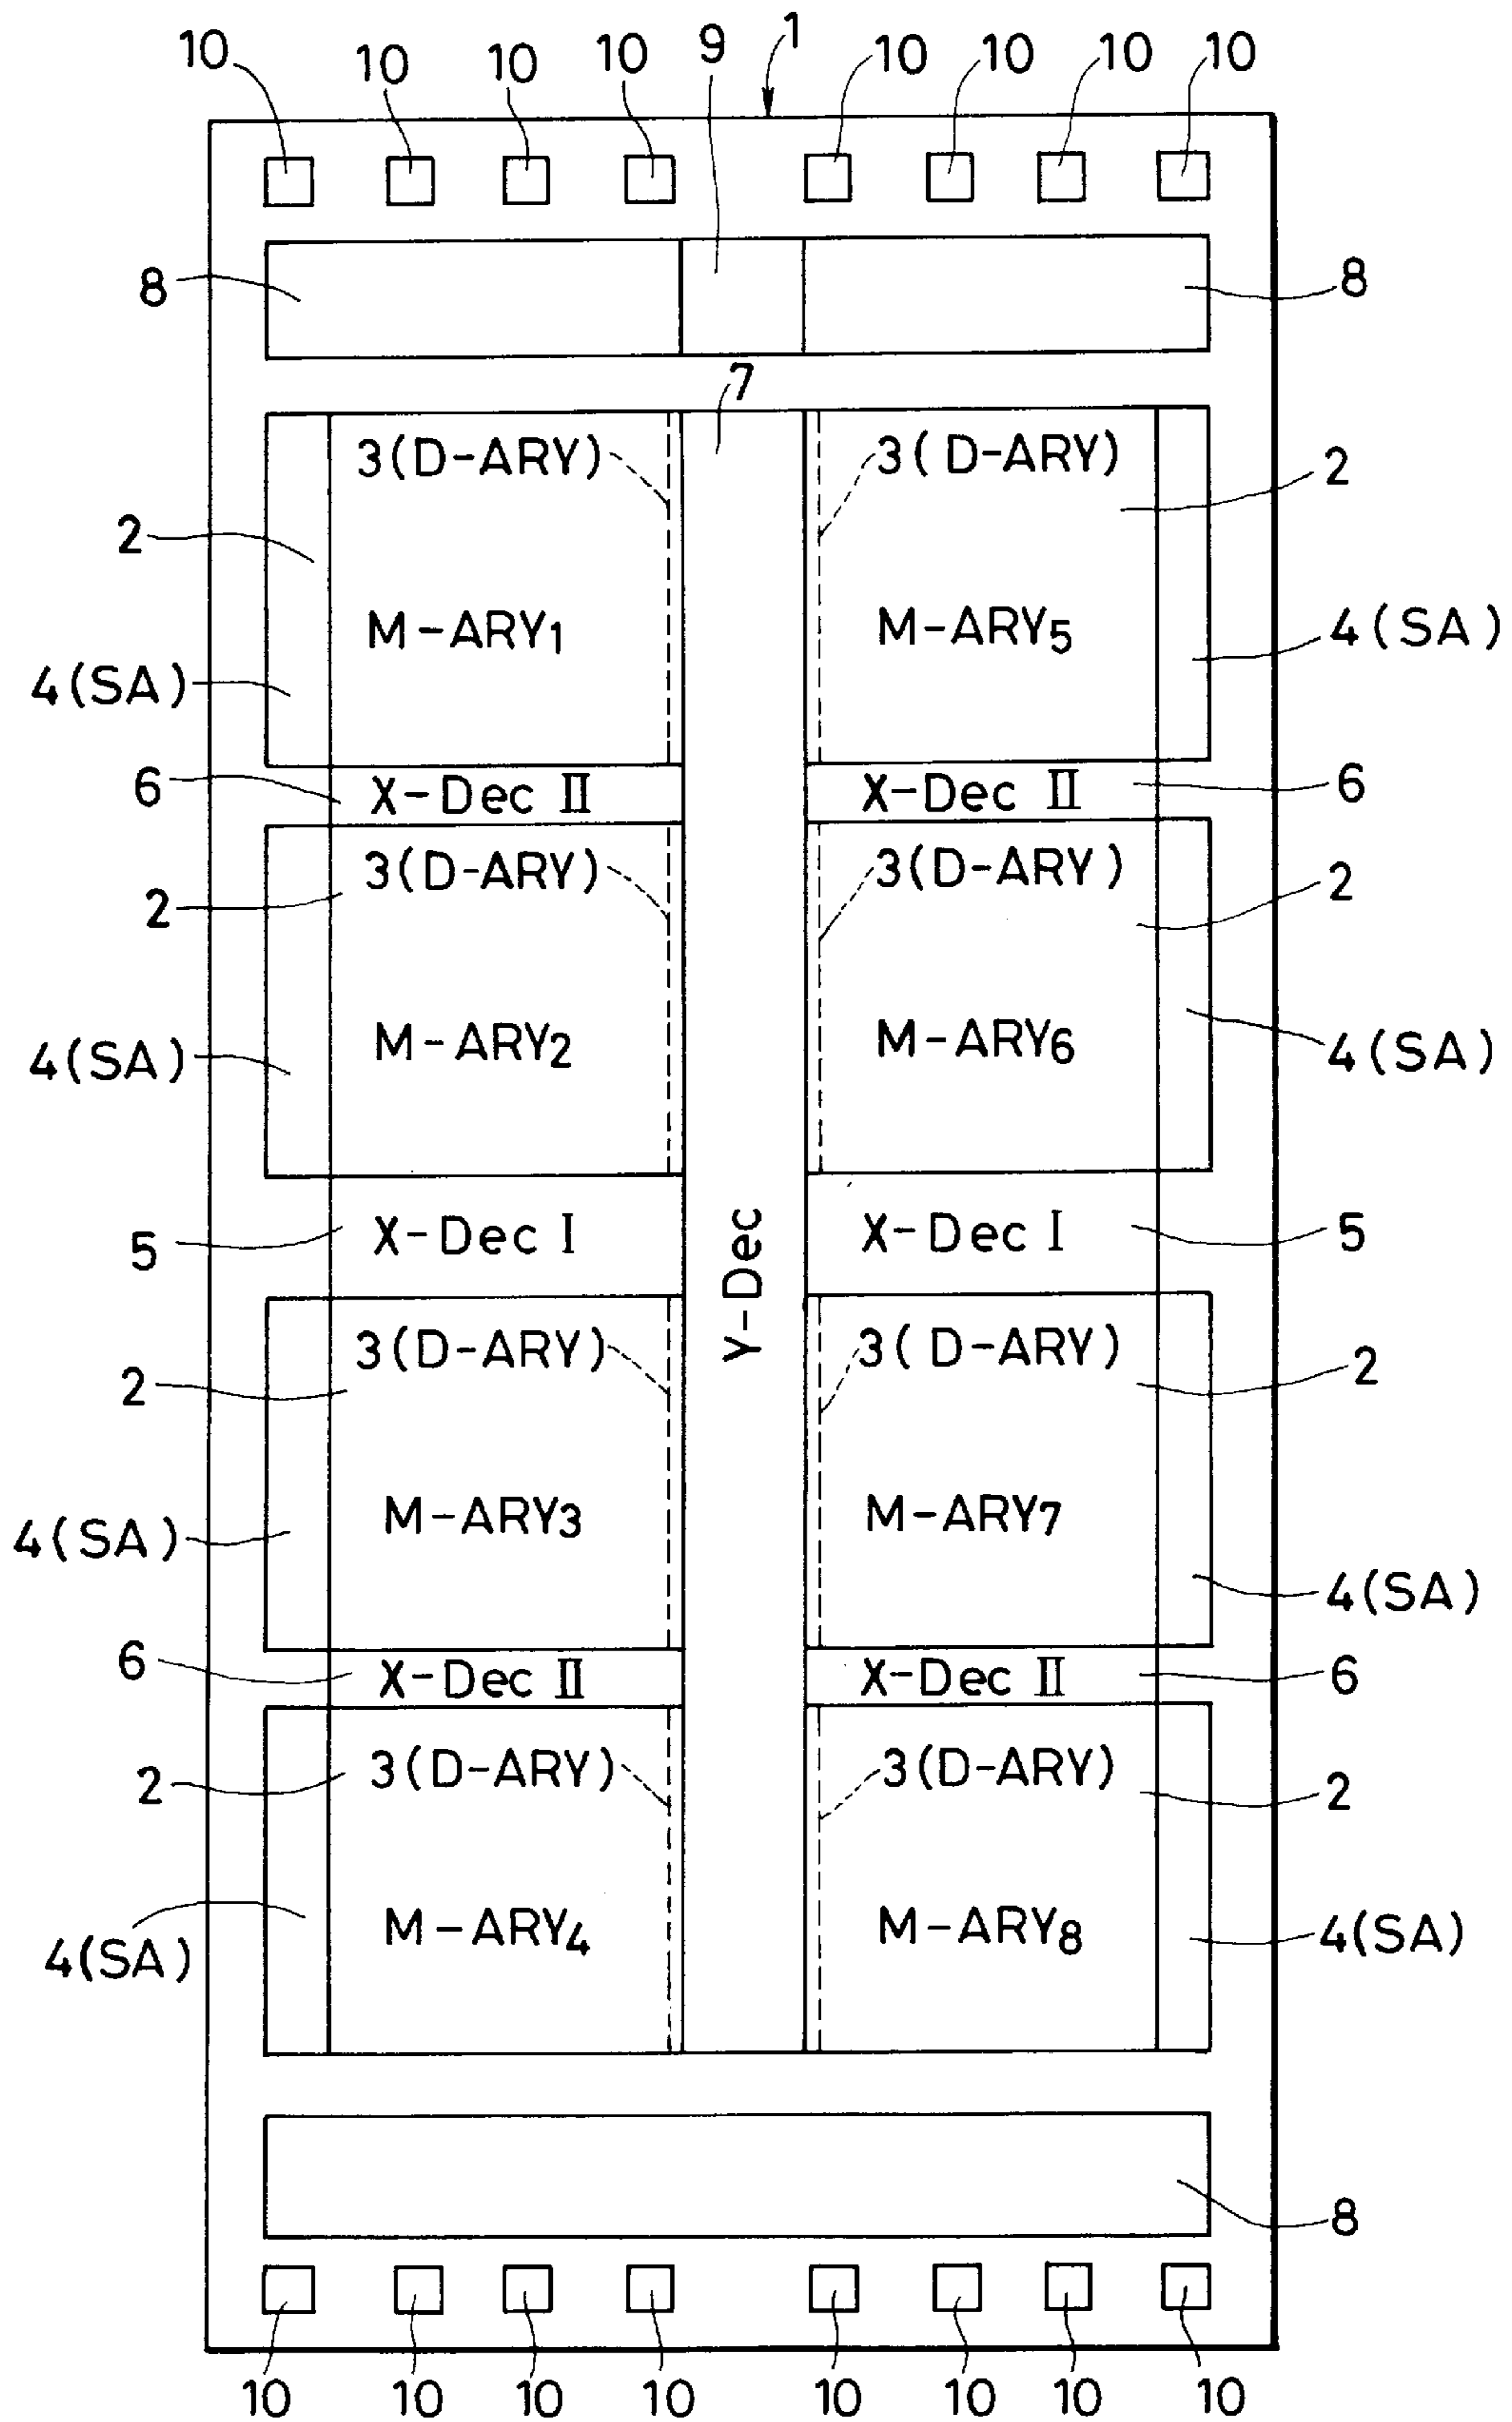 10 10 10 10 9 1 10 10 10 10
8 8
7
3(D-ARY) 3(D-ARY) 2
2
M-ARY1 M-ARY5 4(SA)
4(SA)
6 X-Dec II X-Dec II 6
3(D-ARY) 3(D-ARY) 2
2
M-ARY2 M-ARY6 4(SA)
4(SA)
5 X-Dec I X-Dec I 5
Y-Dec
3(D-ARY) 3(D-ARY) 2
2
M-ARY3 M-ARY7
4(SA) 4(SA)
6 X-Dec II X-Dec II 6
3(D-ARY) 3(D-ARY)
2 2
M-ARY4 M-ARY8 4(SA)
4(SA)
8
10 10 10 10 10 10 10 10